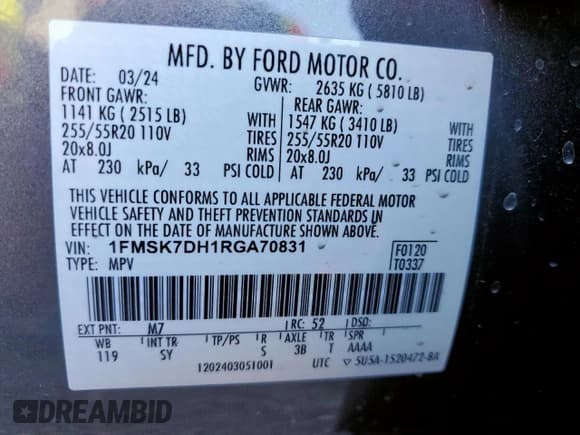 MFD. BY FORD MOTOR CO.
DATE: 03/24 GVWR: 2635 KG ( 5810 LB)
FRONT GAWR: REAR GAWR:
1141 KG ( 2515 LB) WITH 1547 KG ( 3410 LB) WITH
255/55R20 110V TIRES 255/55R20 110V TIRES
20x8.0J RIMS 20x8.0J RIMS
AT 230 kPa/ 33 PSI COLD AT 230 kPa/ 33 PSI COLD
THIS VEHICLE CONFORMS TO ALL APPLICABLE FEDERAL MOTOR
VEHICLE SAFETY AND THEFT PREVENTION STANDARDS IN
EFFECT ON THE DATE OF MANUFACTURE SHOWN ABOVE.
VIN: 1FMSK7DH1RGA70831 F0120
TYPE: MPV T0337
EXT PNT: M7 RC: 52 DSO:
WB INT TR TP/PS R AXLE TR SPR
119 SY S 3B T AAAA
1202403051001 UTC ▽ 5U5A-1520472-BA
DREAMBID